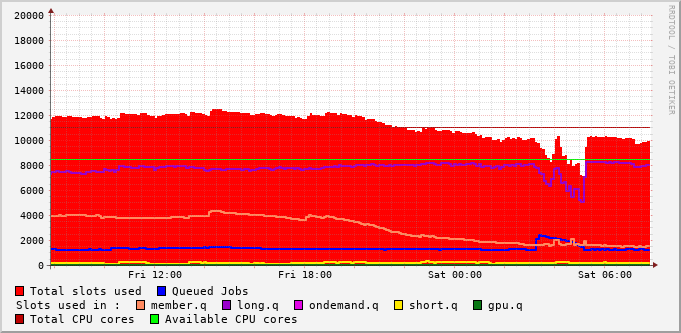 20000
18000
16000
14000
12000
10000
8000
6000
4000
2000
0
Fri 12:00 Fri 18:00 Sat 00:00 Sat 06:00
RRDTOOL / TOBI OETIKER
Total slots used Queued Jobs
Slots used in : member.q long.q ondemand.q short.q gpu.q
Total CPU cores Available CPU cores